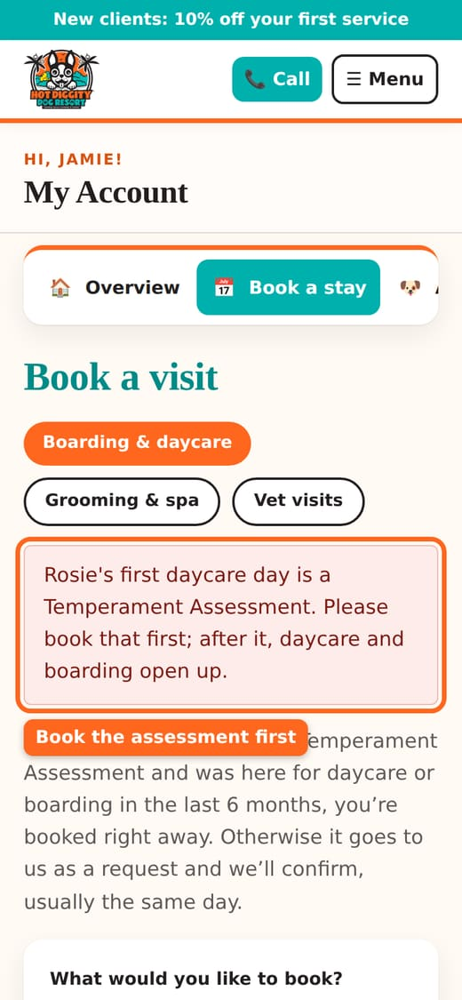 New clients: 10% off your first service
HOT DIGGITY
DOG RESORT
📞 Call
☰ Menu
HI, JAMIE!
My Account
🏠 Overview
July
17
Book a stay
🐶
Book a visit
Boarding & daycare
Grooming & spa
Vet visits
Rosie's first daycare day is a
Temperament Assessment. Please
book that first; after it, daycare and
boarding open up.
Book the assessment first
emperament
Assessment and was here for daycare or
boarding in the last 6 months, you’re
booked right away. Otherwise it goes to
us as a request and we’ll confirm,
usually the same day.
What would you like to book?